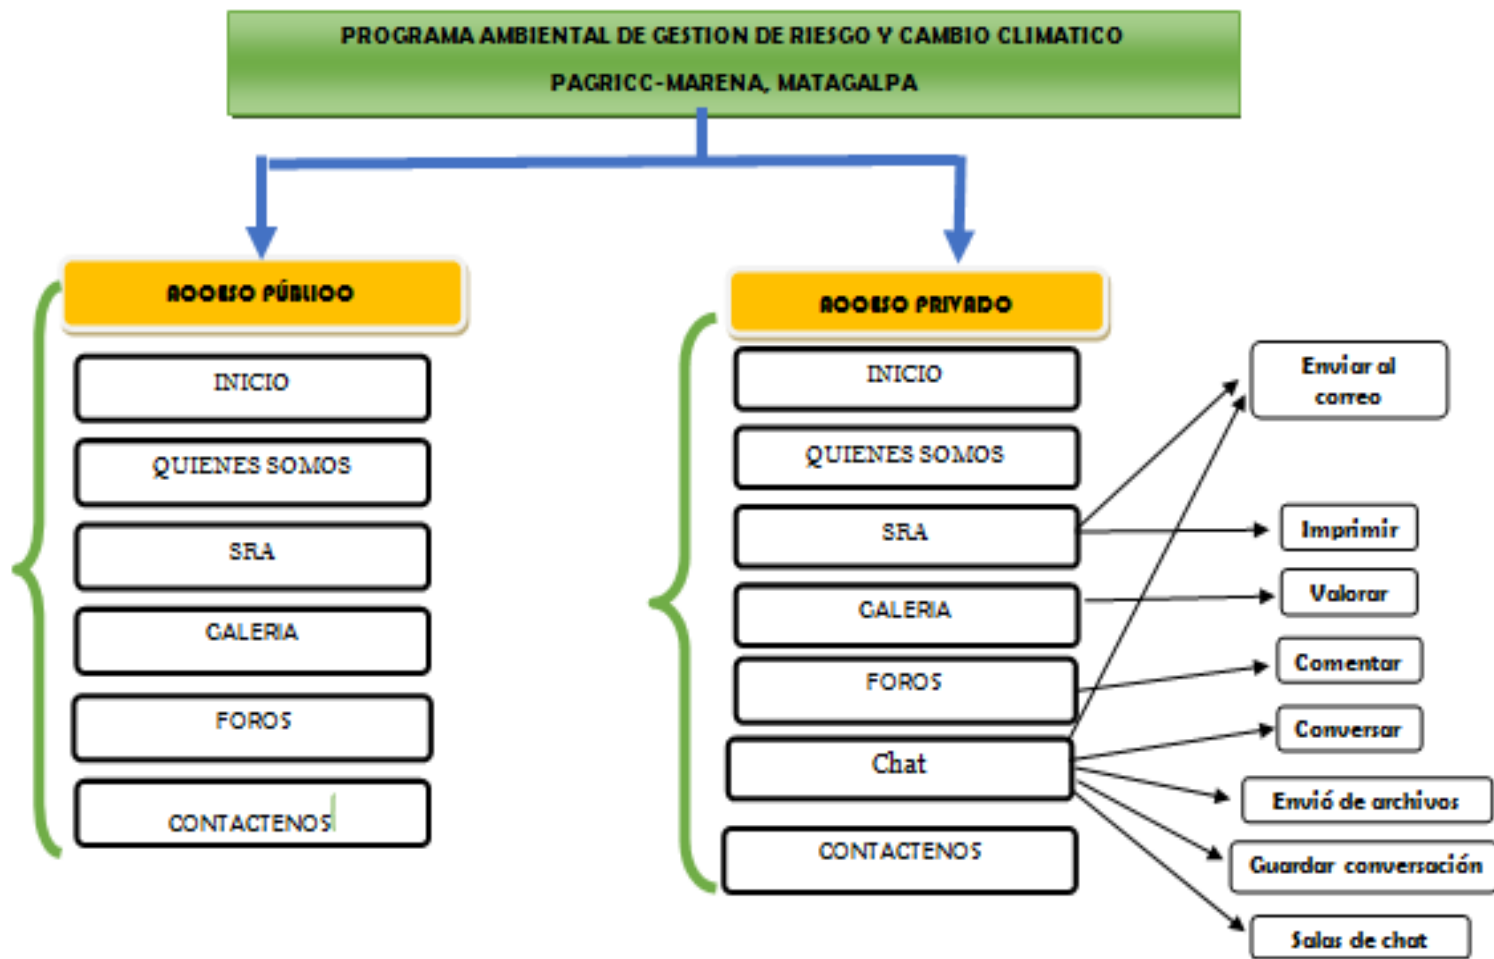 PROGRAMA AMBIENTAL DE GESTION DE RIESGO Y CAMBIO CLIMATICO
PAGRICC-MARENA, MATAGALPA
ACCESO PÚBLICO
INICIO
QUIENES SOMOS
SRA
GALERIA
FOROS
CONTACTENOS
ACCESO PRIVADO
INICIO
QUIENES SOMOS
SRA
GALERIA
FOROS
Chat
CONTACTENOS
Enviar al
correo
Imprimir
Valorar
Comentar
Conversar
Envió de archivos
Guardar conversación
Salas de chat